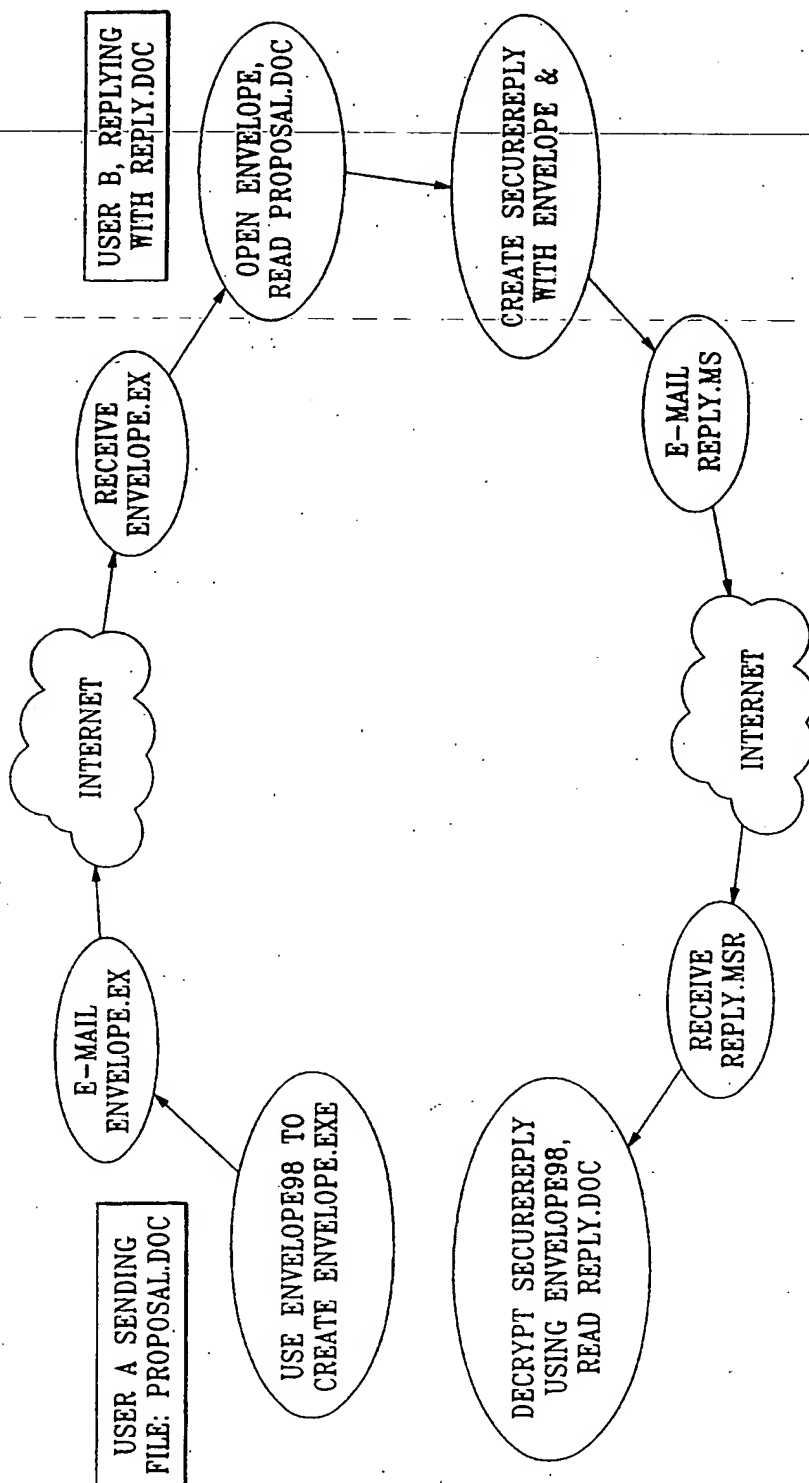 USER A SENDING
FILE: PROPOSAL.DOC
USE ENVELOPE98 TO
CREATE ENVELOPE.EXE
E-MAIL
ENVELOPE.EX
INTERNET
RECEIVE
ENVELOPE.EX
USER B, REPLYING
WITH REPLY.DOC
OPEN ENVELOPE,
READ PROPOSAL.DOC
CREATE SECUREREPLY
WITH ENVELOPE &
E-MAIL
REPLY.MS
INTERNET
RECEIVE
REPLY.MSR
DECRYPT SECUREREPLY
USING ENVELOPE98,
READ REPLY.DOC